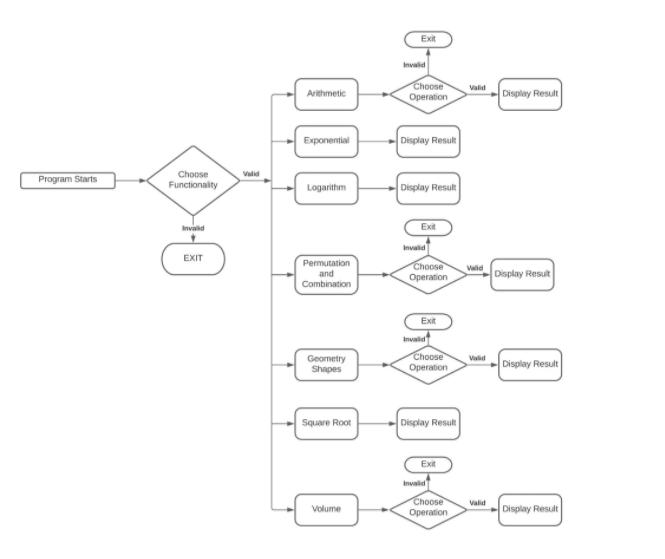 Exit
Invalid
Arithmetic
Choose
Operation
Valid
Display Result
Exponential
Display Result
Program Starts
Choose
Functionality
Valid
Logarithm
Display Result
Invalid
EXIT
Exit
Invalid
Permutation
and
Combination
Choose
Operation
Valid
Display Result
Exit
Invalid
Geometry
Shapes
Choose
Operation
Valid
Display Result
Square Root
Display Result
Exit
Invalid
Volume
Choose
Operation
Valid
Display Result